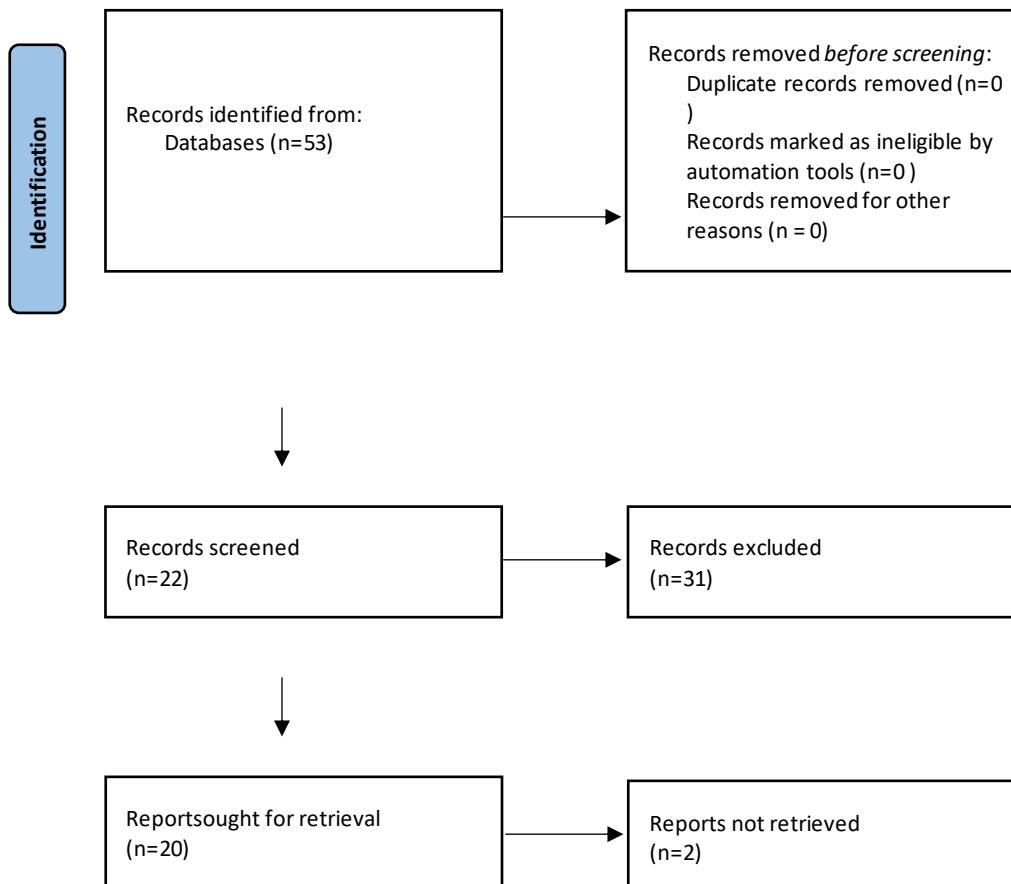 Identification
Records identified from:
Databases (n=53)
Records removed before screening:
Duplicate records removed (n=0
)
Records marked as ineligible by
automation tools (n=0 )
Records removed for other
reasons (n = 0)
Records screened
(n=22)
Records excluded
(n=31)
Reportsought for retrieval
(n=20)
Reports not retrieved
(n=2)